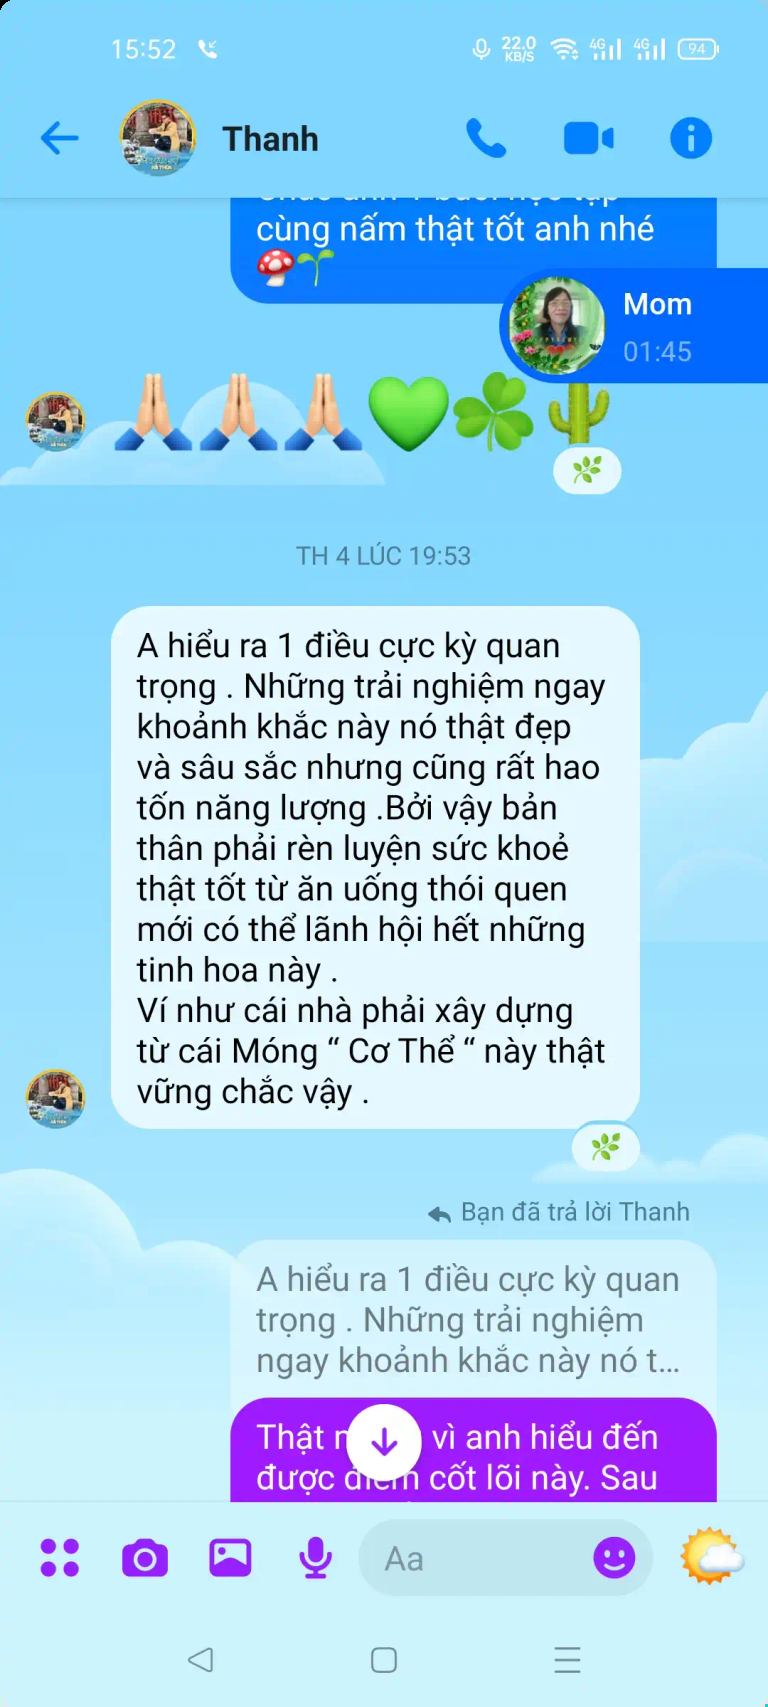 15:52
22.0
KB/S
4G
4G
94
Thanh
cùng nấm thật tốt anh nhé
🍄🌱
Mom
01:45
🙏🏻🙏🏻🙏🏻💚☘️🌵
🌿
TH 4 LÚC 19:53
A hiểu ra 1 điều cực kỳ quan
trọng . Những trải nghiệm ngay
khoảnh khắc này nó thật đẹp
và sâu sắc nhưng cũng rất hao
tốn năng lượng .Bởi vậy bản
thân phải rèn luyện sức khoẻ
thật tốt từ ăn uống thói quen
mới có thể lãnh hội hết những
tinh hoa này .
Ví như cái nhà phải xây dựng
từ cái Móng “ Cơ Thể “ này thật
vững chắc vậy .
🌿
Bạn đã trả lời Thanh
A hiểu ra 1 điều cực kỳ quan
trọng . Những trải nghiệm
ngay khoảnh khắc này nó t...
Thật vì anh hiểu đến
được điểm cốt lõi này. Sau
Aa